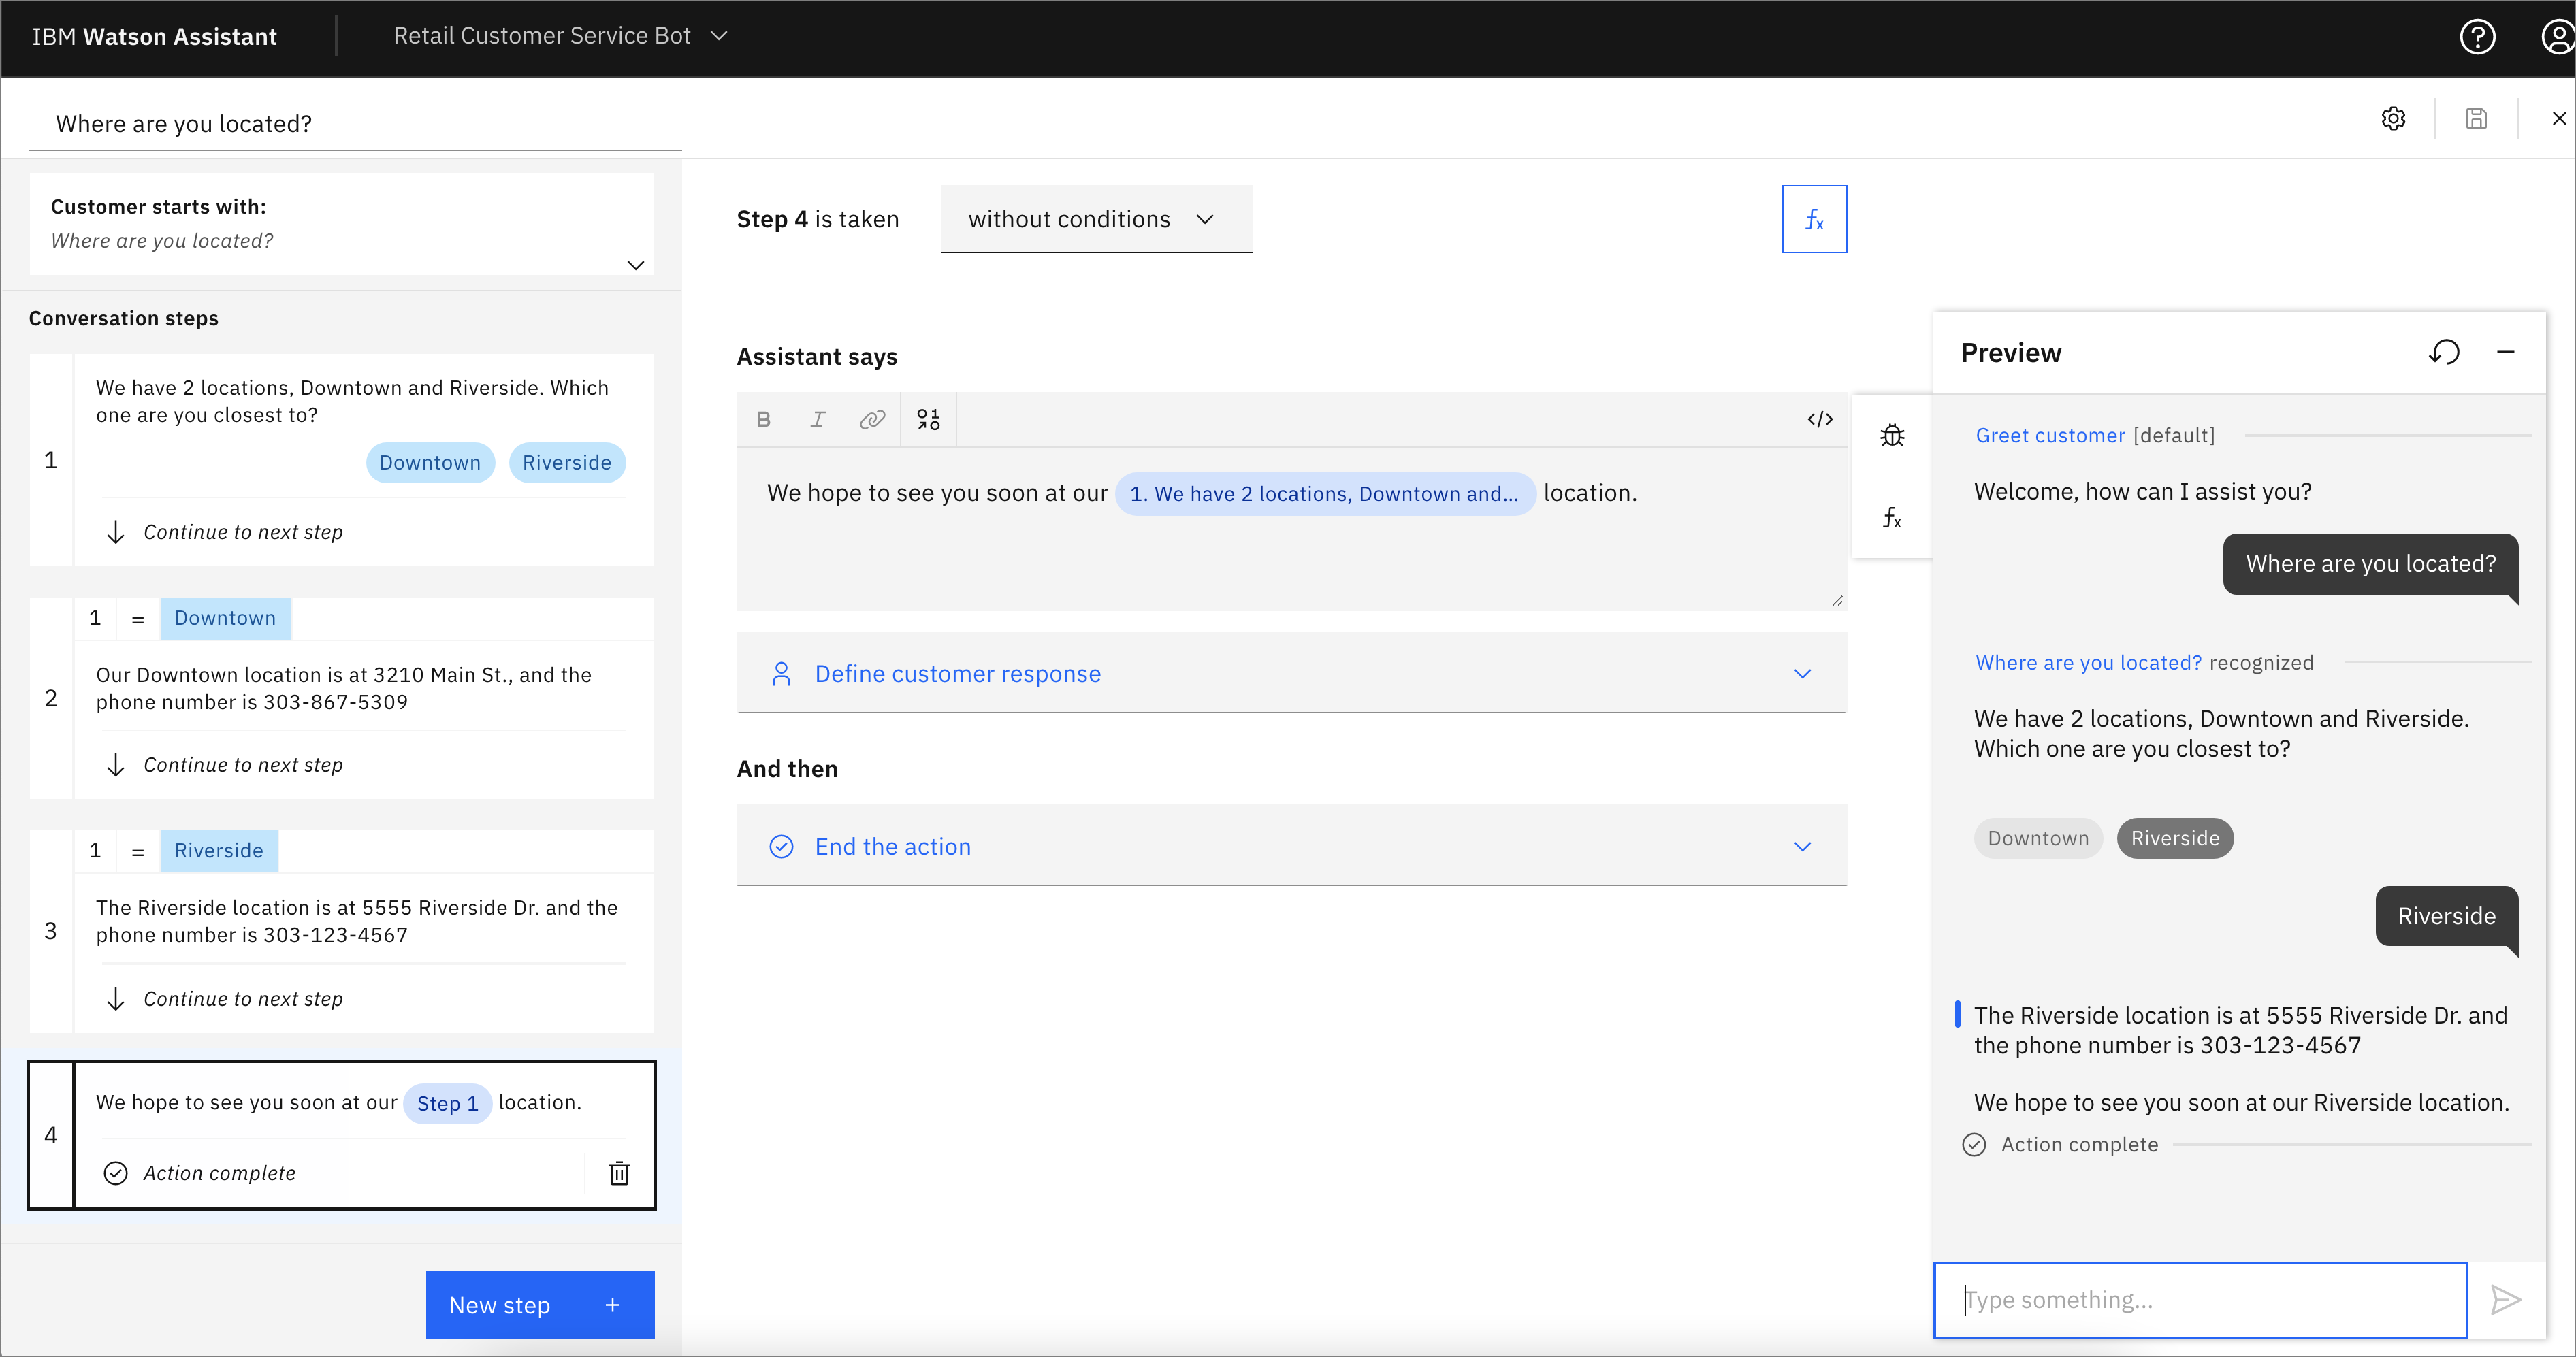 IBM Watson Assistant
Retail Customer Service Bot
Where are you located?
Customer starts with:
Where are you located?
Conversation steps
1
We have 2 locations, Downtown and Riverside. Which
one are you closest to?
Downtown Riverside
Continue to next step
2
1 = Downtown
Our Downtown location is at 3210 Main St., and the
phone number is 303-867-5309
Continue to next step
3
1 = Riverside
The Riverside location is at 5555 Riverside Dr. and the
phone number is 303-123-4567
Continue to next step
4
We hope to see you soon at our Step 1 location.
Action complete
New step +
Step 4 is taken without conditions
fx
Assistant says
B I </>
We hope to see you soon at our 1. We have 2 locations, Downtown and... location.
Define customer response
And then
End the action
fx
Preview
Greet customer [default]
Welcome, how can I assist you?
Where are you located?
Where are you located? recognized
We have 2 locations, Downtown and Riverside.
Which one are you closest to?
Downtown Riverside
Riverside
The Riverside location is at 5555 Riverside Dr. and
the phone number is 303-123-4567
We hope to see you soon at our Riverside location.
Action complete
Type something...